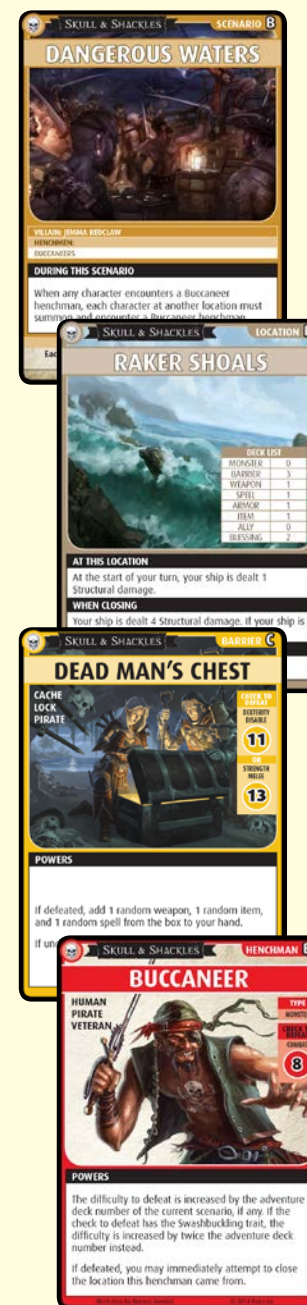 SKULL & SHACKLES
SCENARIO B
DANGEROUS WATERS
VILLAIN: JEMMA REDCLAW
HENCHMEN:
BUCCANEERS
DURING THIS SCENARIO
When any character encounters a Buccaneer
henchman, each character at another location must
summon and encounter a Buccaneer henchman.
SKULL & SHACKLES
LOCATION
RAKER SHOALS
DECK LIST
MONSTER 0
BARRIER 3
WEAPON 1
SPELL 1
ARMOR 1
ITEM 1
ALLY 0
BLESSING 2
AT THIS LOCATION
At the start of your turn, your ship is dealt 1
Structural damage.
WHEN CLOSING
Your ship is dealt 4 Structural damage. If your ship is
SKULL & SHACKLES
BARRIER C
DEAD MAN'S CHEST
CACHE
LOCK
PIRATE
CHECK TO
DEFEAT
DEXTERITY
DISABLE
11
OR
STRENGTH
MELEE
13
POWERS
If defeated, add 1 random weapon, 1 random item,
and 1 random spell from the box to your hand.
SKULL & SHACKLES
HENCHMAN
BUCCANEER
HUMAN
PIRATE
VETERAN
TYPE
MONSTER
CHECK TO
DEFEAT
COMBAT
8
POWERS
The difficulty to defeat is increased by the adventure
deck number of the current scenario, if any. If the
check to defeat has the Swashbuckling trait, the
difficulty is increased by twice the adventure deck
number instead.
If defeated, you may immediately attempt to close
the location this henchman came from.